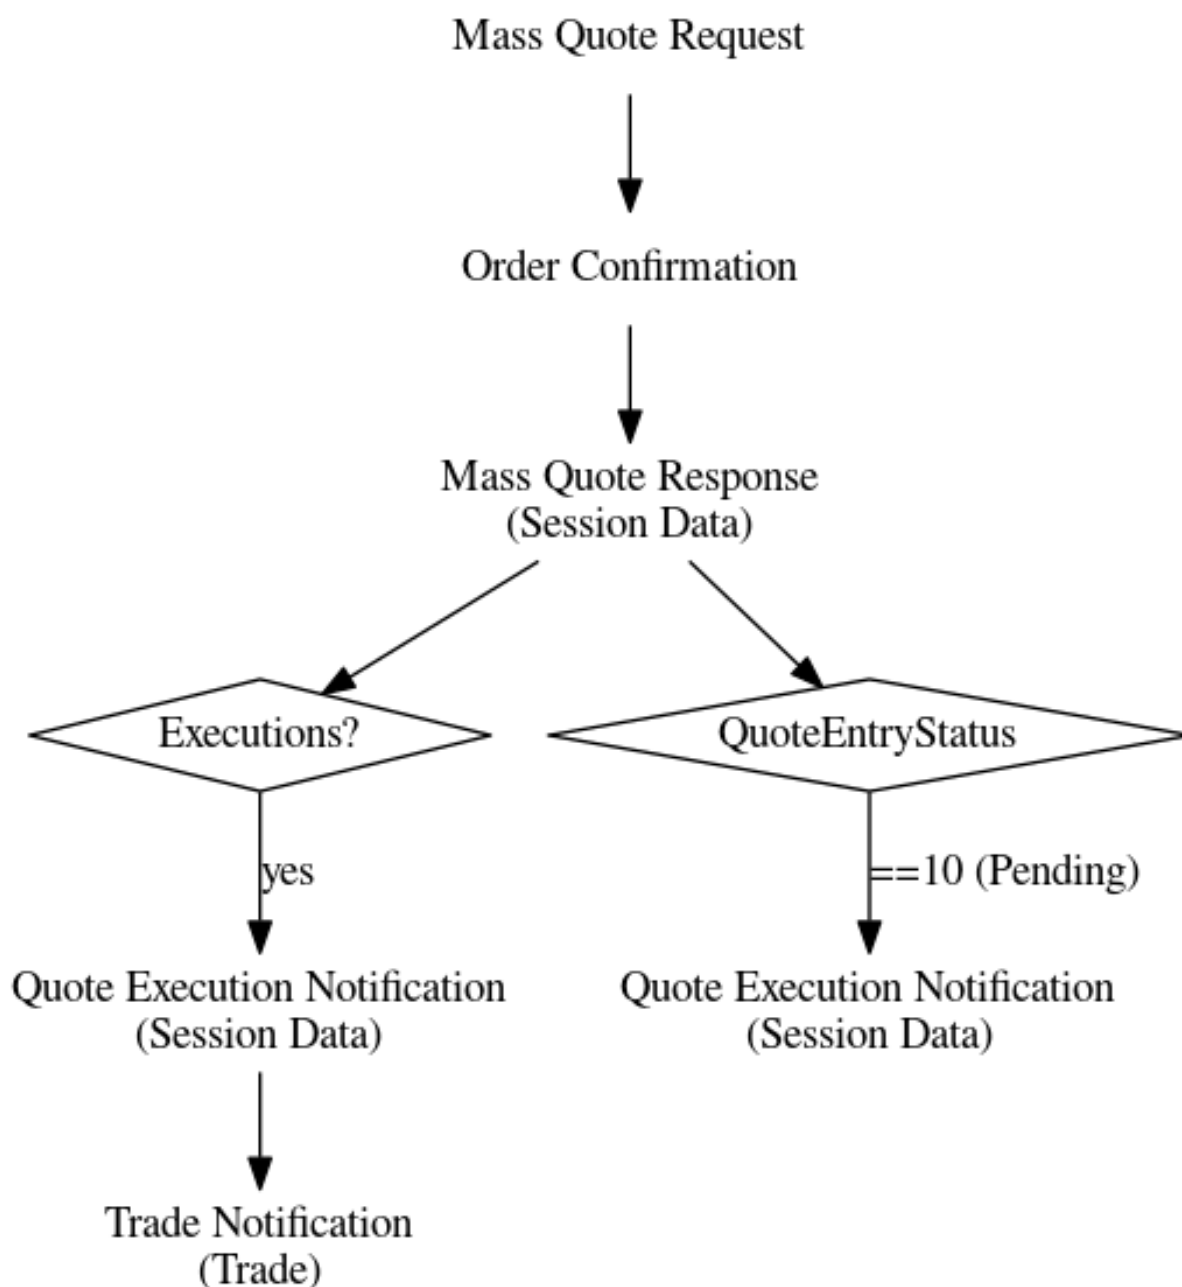 Mass Quote Request
Order Confirmation
Mass Quote Response
(Session Data)
Executions?
QuoteEntryStatus
yes
==10 (Pending)
Quote Execution Notification
(Session Data)
Quote Execution Notification
(Session Data)
Trade Notification
(Trade)